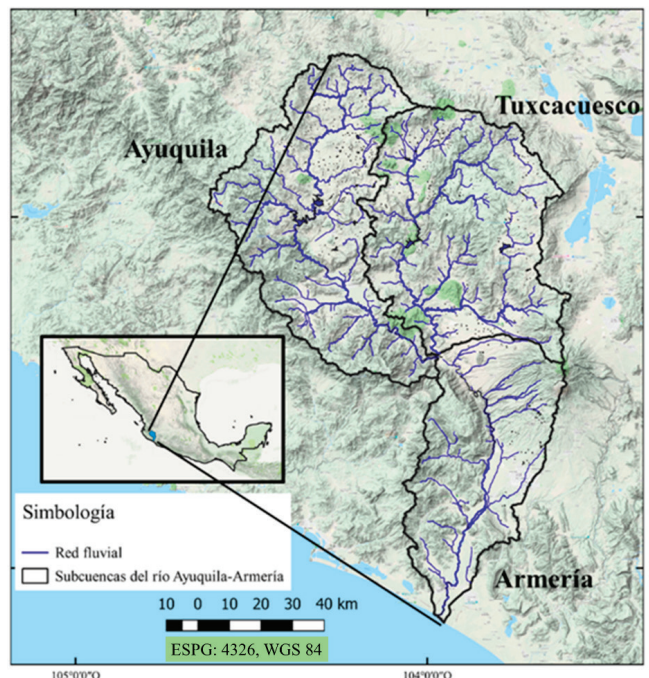 Tuxcacuesco
Ayuquila
Simbología
Red fluvial
Subcuencas del río Ayuquila-Armería
Armería
10 0 10 20 30 40 km
ESPG: 4326, WGS 84
105°0'0"O 104°0'0"O